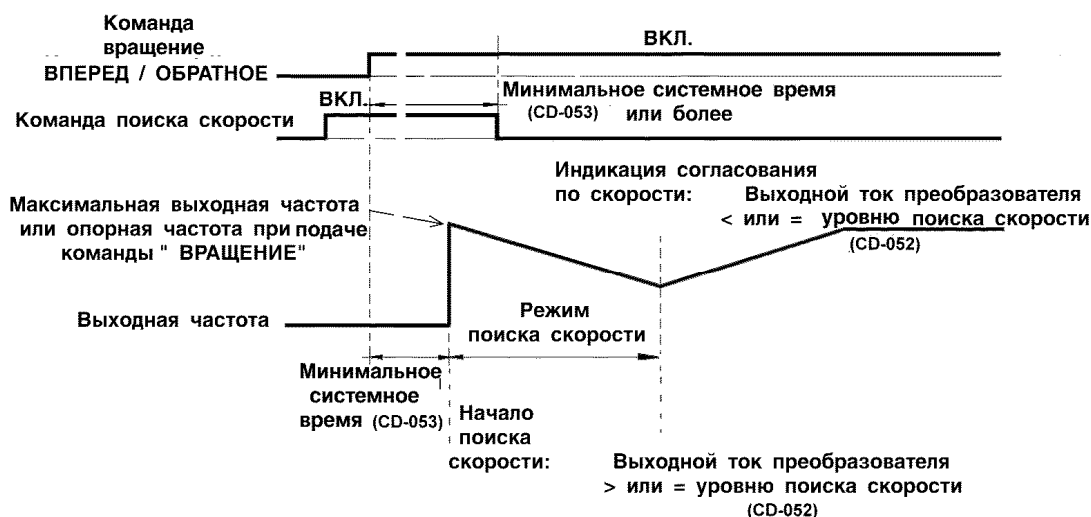 Команда
вращение
ВПЕРЕД / ОБРАТНОЕ
ВКЛ.
ВКЛ.
Команда поиска скорости
Минимальное системное время
(CD-053) или более
Индикация согласования
по скорости: Выходной ток преобразователя
< или = уровню поиска скорости
(CD-052)
Максимальная выходная частота
или опорная частота при подаче
команды " ВРАЩЕНИЕ"
Выходная частота
Режим
поиска скорости
Минимальное
системное
время (CD-053)
Начало
поиска
скорости:
Выходной ток преобразователя
> или = уровню поиска скорости
(CD-052)